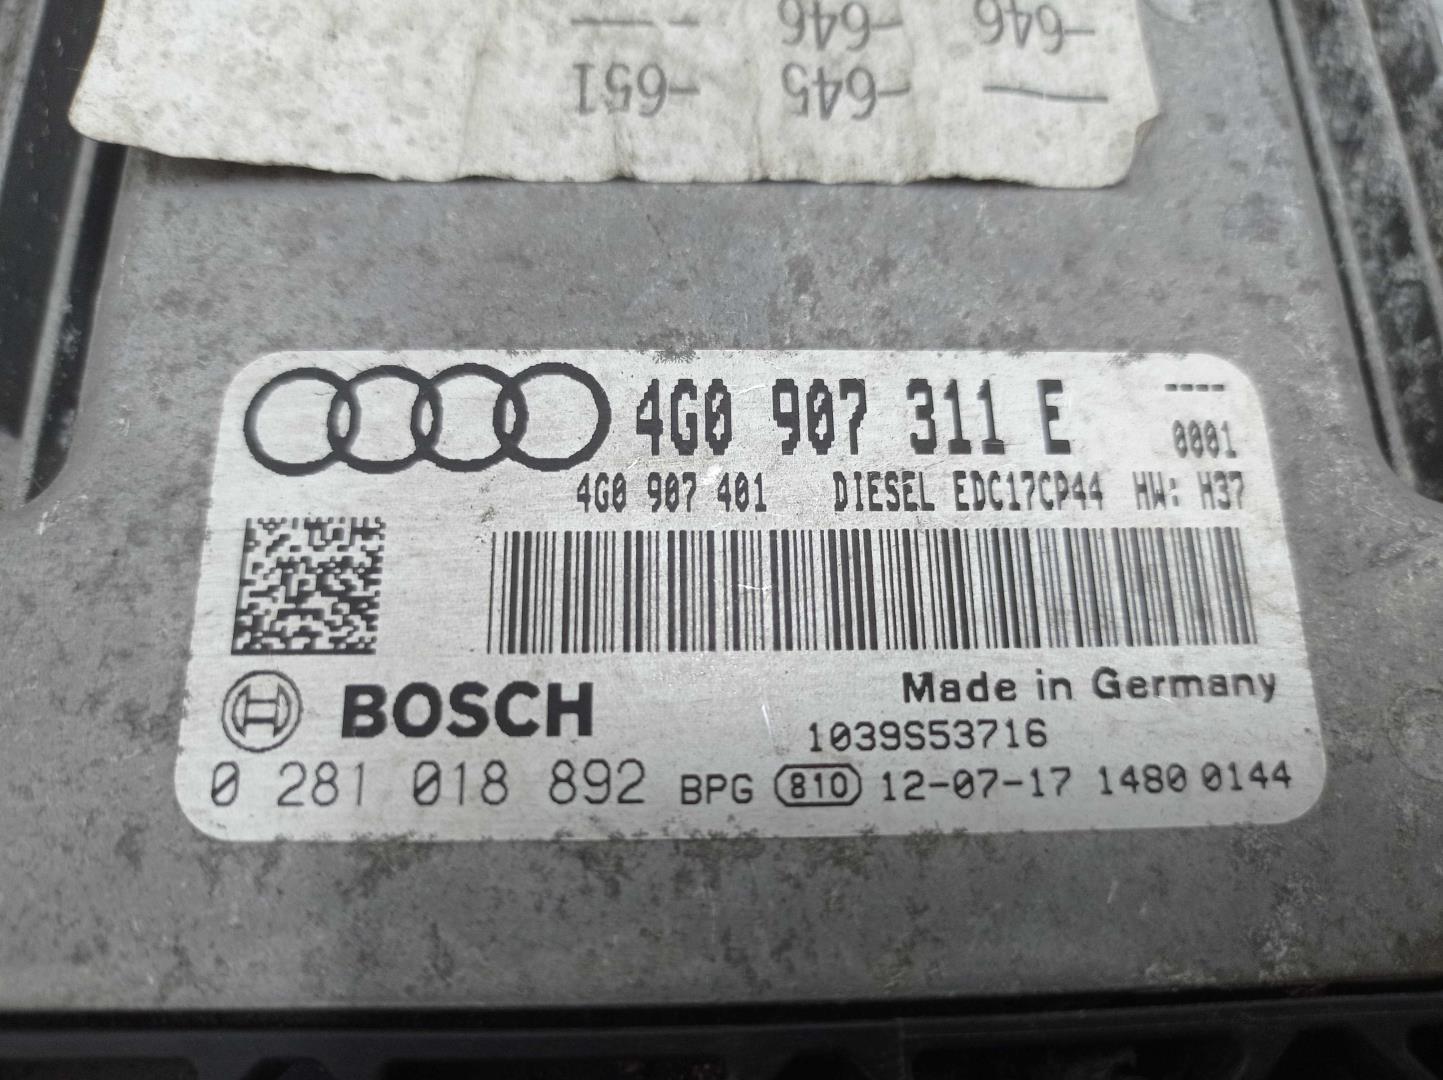 -646 -646 —
— -645 -651
4G0 907 311 E ----
0001
4G0 907 401 DIESEL EDC17CP44 HW: H37
BOSCH Made in Germany
1039S53716
0 281 018 892 BPG 810 12-07-17 1480 0144